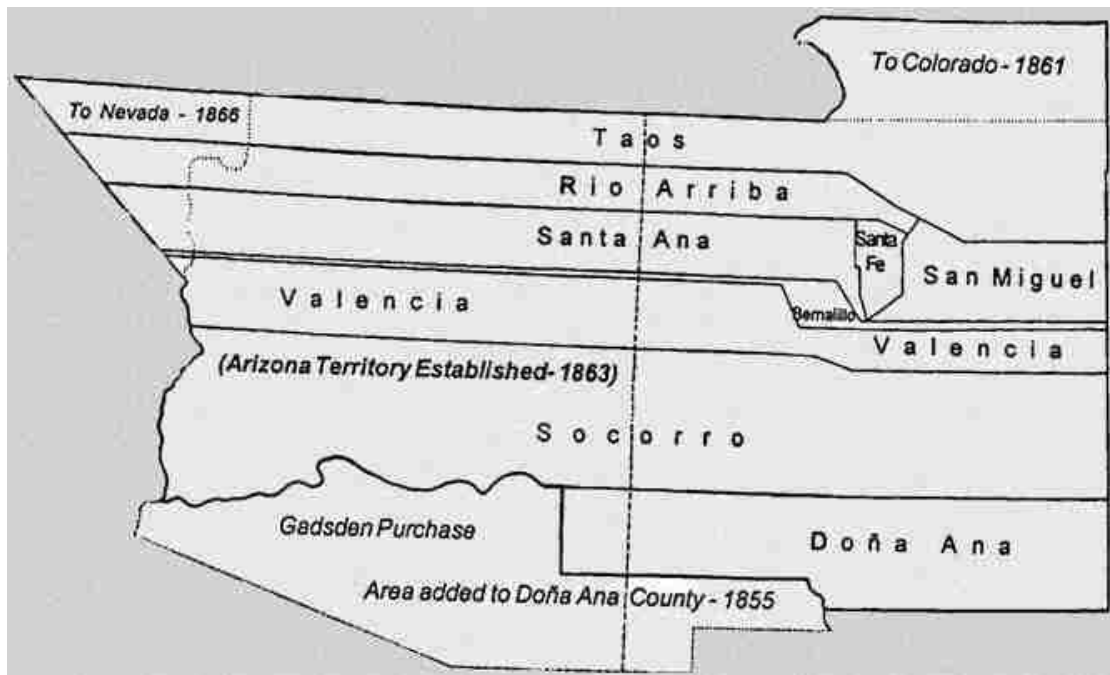 To Colorado - 1861
To Nevada - 1866
Taos
Rio Arriba
Santa Ana
Santa
Fe
San Miguel
Valencia
Bernalillo
Valencia
(Arizona Territory Established- 1863)
Socorro
Gadsden Purchase
Doña Ana
Area added to Doña Ana County - 1855